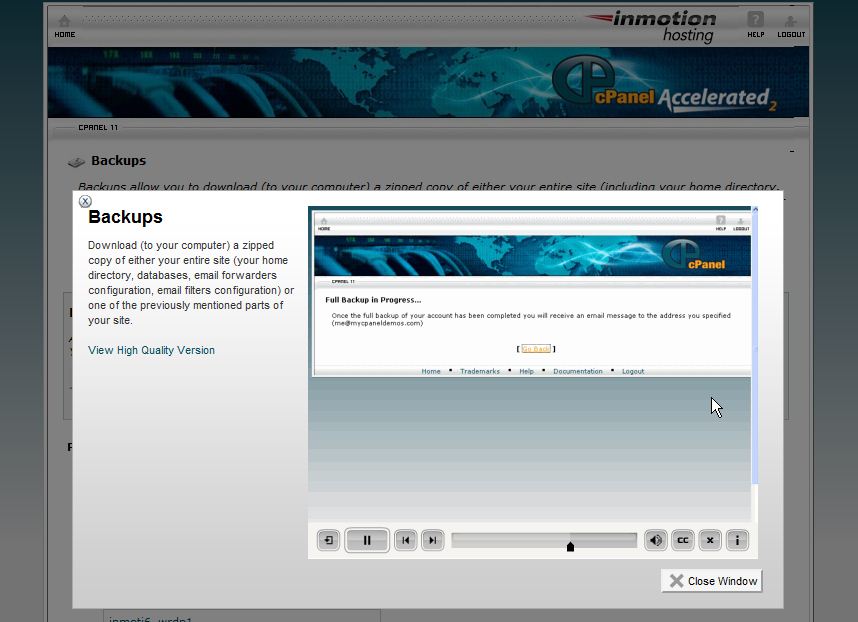 HOME
inmotion
hosting
HELP
LOGOUT
cPanel Accelerated2
CPANEL 11
Backups
Backups allow you to download (to your computer) a zipped copy of either your entire site (including your home directory,
X
Backups
Download (to your computer) a zipped
copy of either your entire site (your home
directory, databases, email forwarders
configuration, email filters configuration) or
one of the previously mentioned parts of
your site.
View High Quality Version
HOME
HELP
LOGOUT
cPanel
CPANEL 11
Full Backup in Progress...
Once the full backup of your account has been completed you will receive an email message to the address you specified
(me@mycpaneldemos.com)
[ Go Back ]
Home • Trademarks • Help • Documentation • Logout
CC
Close Window
inmoti6_wrdp1